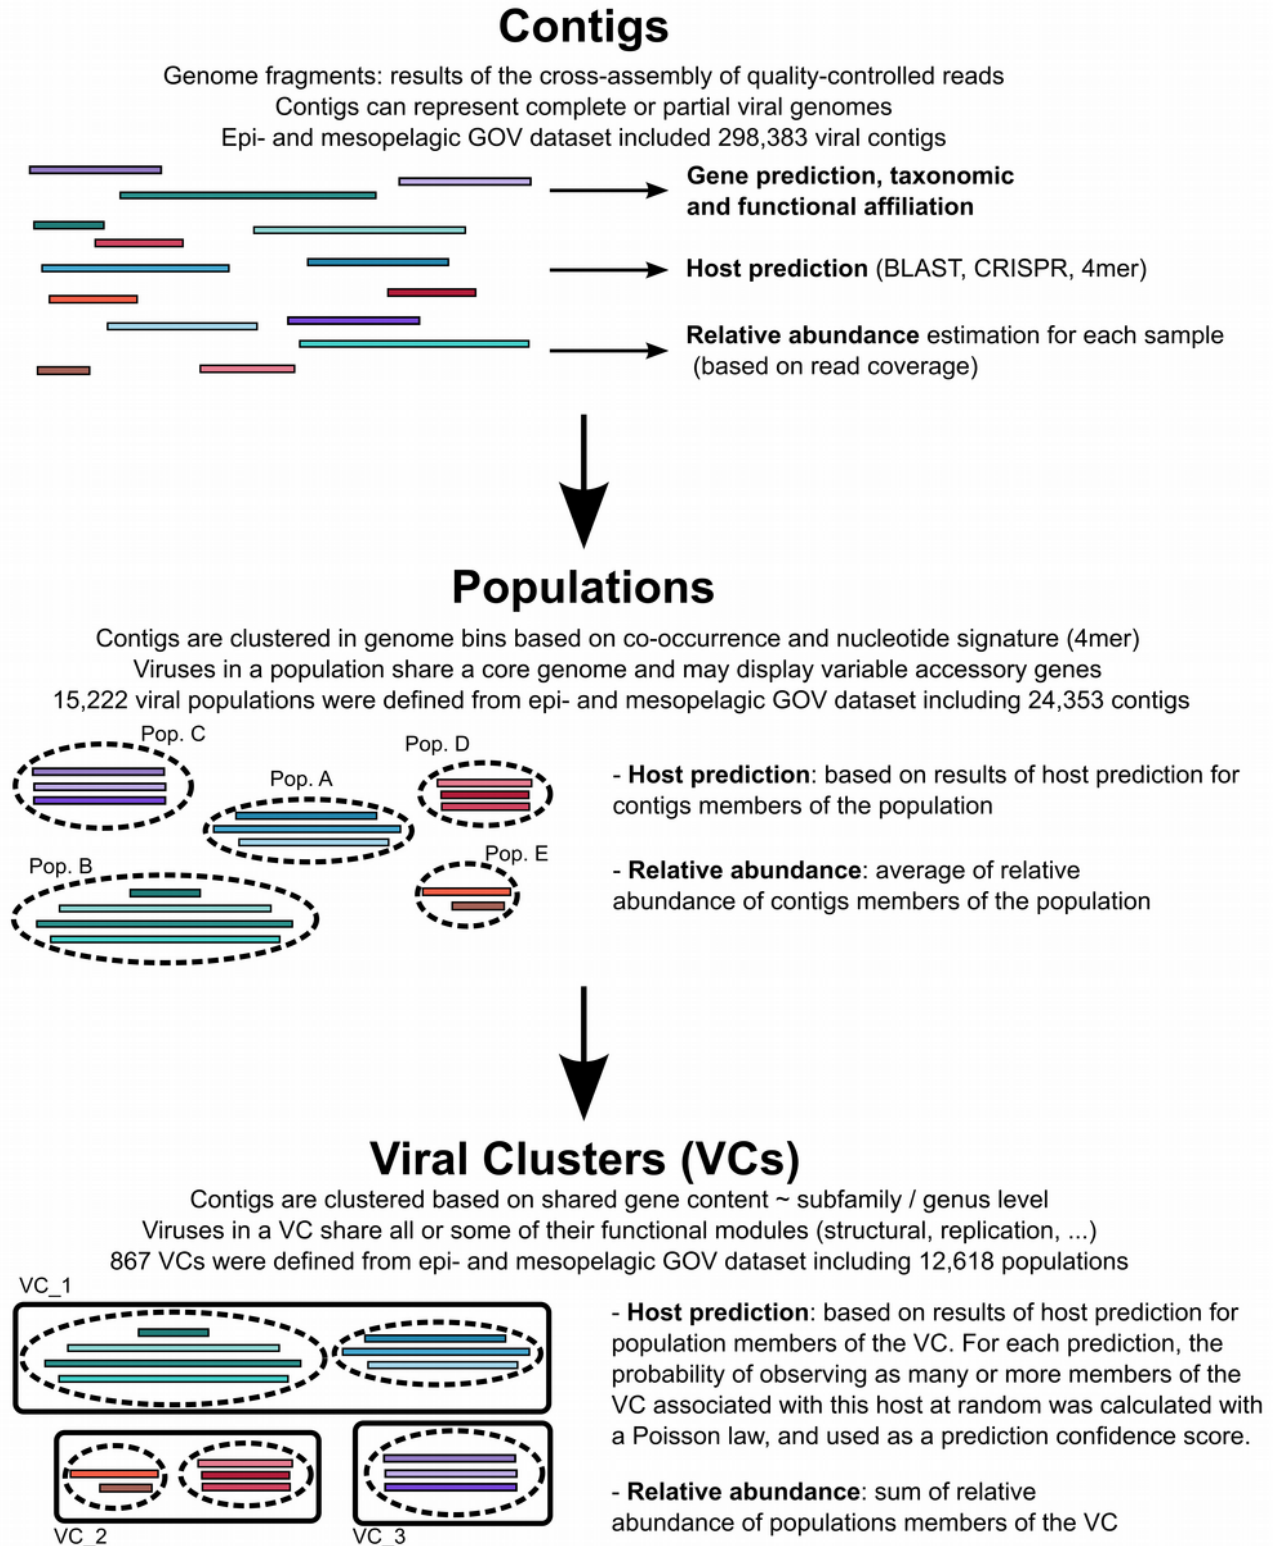 Contigs
Genome fragments: results of the cross-assembly of quality-controlled reads
Contigs can represent complete or partial viral genomes
Epi- and mesopelagic GOV dataset included 298,383 viral contigs
Gene prediction, taxonomic
and functional affiliation
Host prediction (BLAST, CRISPR, 4mer)
Relative abundance estimation for each sample
(based on read coverage)
Populations
Contigs are clustered in genome bins based on co-occurrence and nucleotide signature (4mer)
Viruses in a population share a core genome and may display variable accessory genes
15,222 viral populations were defined from epi- and mesopelagic GOV dataset including 24,353 contigs
Pop. C
Pop. D
Pop. A
Pop. E
Pop. B
- Host prediction: based on results of host prediction for
contigs members of the population
- Relative abundance: average of relative
abundance of contigs members of the population
Viral Clusters (VCs)
Contigs are clustered based on shared gene content ~ subfamily / genus level
Viruses in a VC share all or some of their functional modules (structural, replication, ...)
867 VCs were defined from epi- and mesopelagic GOV dataset including 12,618 populations
VC_1
VC_2
VC_3
- Host prediction: based on results of host prediction for
population members of the VC. For each prediction, the
probability of observing as many or more members of the
VC associated with this host at random was calculated with
a Poisson law, and used as a prediction confidence score.
- Relative abundance: sum of relative
abundance of populations members of the VC